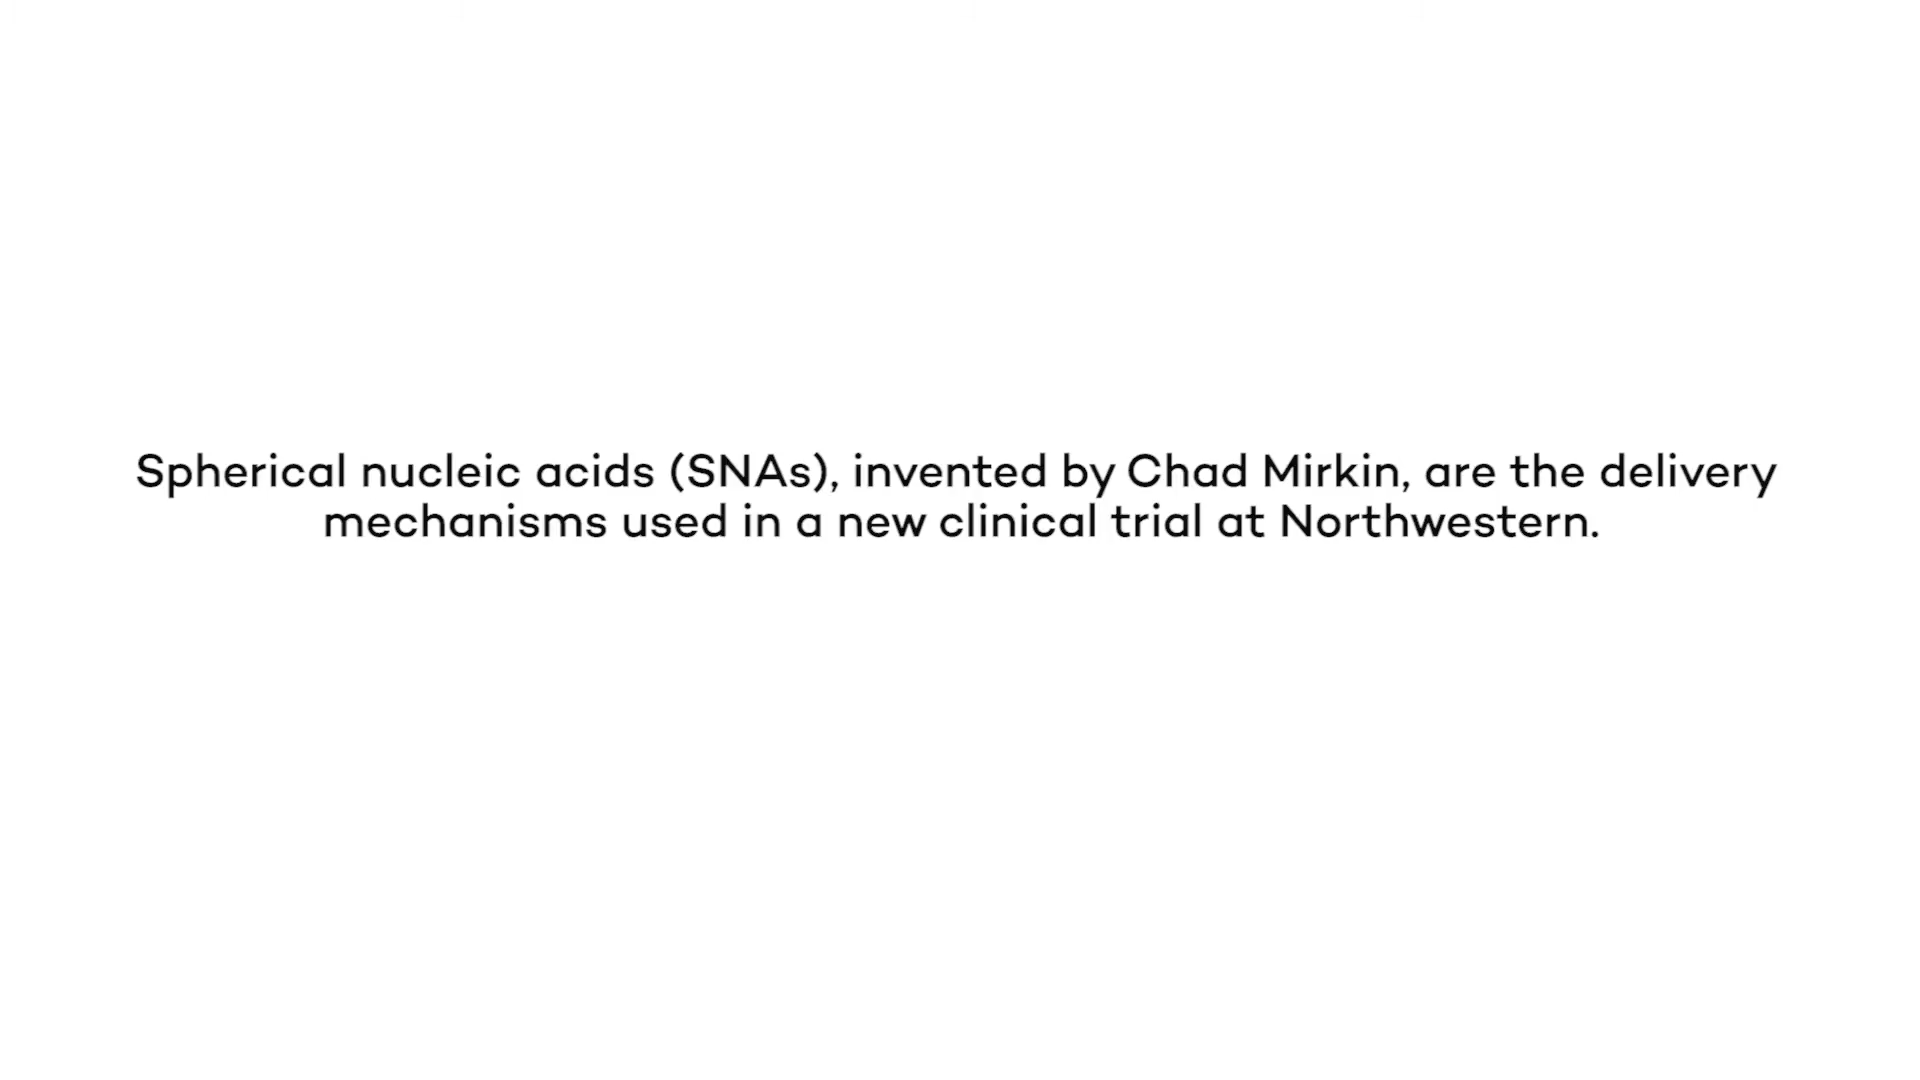 Spherical nucleic acids (SNAs), invented by Chad Mirkin, are the delivery
mechanisms used in a new clinical trial at Northwestern.